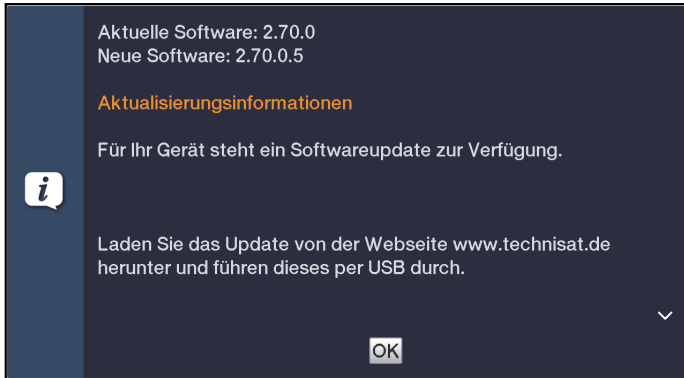 Aktuelle Software: 2.70.0
Neue Software: 2.70.0.5
Aktualisierungsinformationen
Für Ihr Gerät steht ein Softwareupdate zur Verfügung.
Laden Sie das Update von der Webseite www.technisat.de
herunter und führen dieses per USB durch.
OK